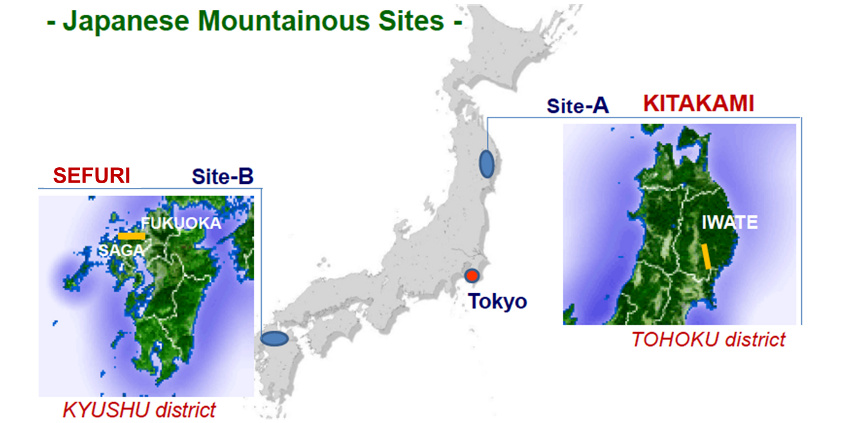 - Japanese Mountainous Sites -
Site-A KITAKAMI
SEFURI Site-B
FUKUOKA
SAGA
IWATE
Tokyo
TOHOKU district
KYUSHU district